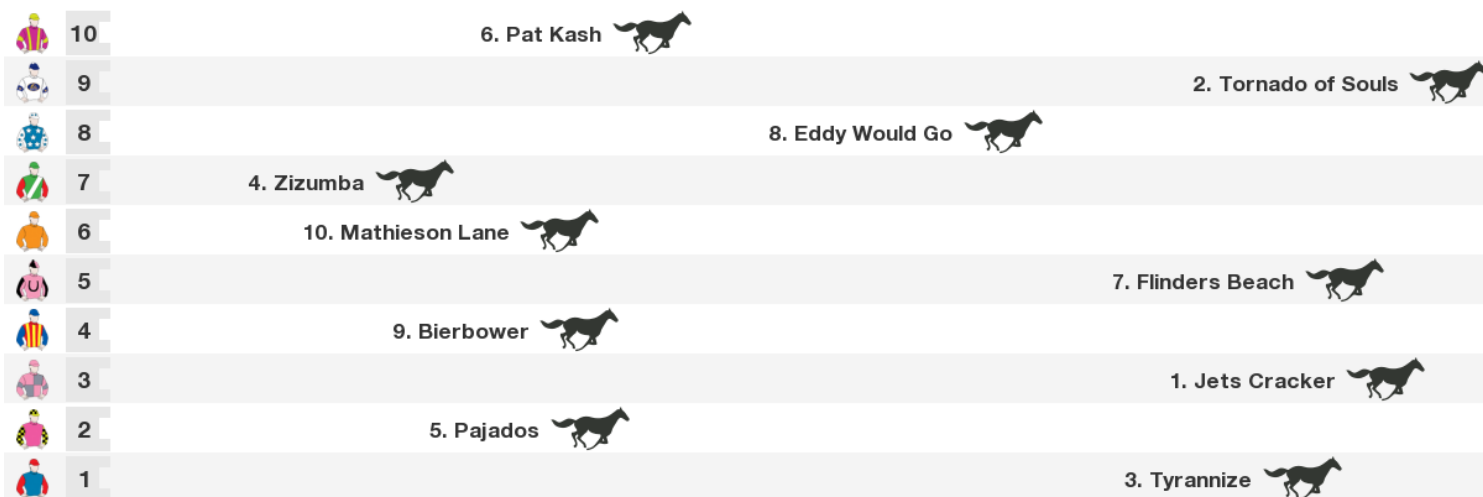 10 6. Pat Kash
9 2. Tornado of Souls
8 8. Eddy Would Go
7 4. Zizumba
6 10. Mathieson Lane
5 7. Flinders Beach
4 9. Bierbower
3 1. Jets Cracker
2 5. Pajados
1 3. Tyrannize